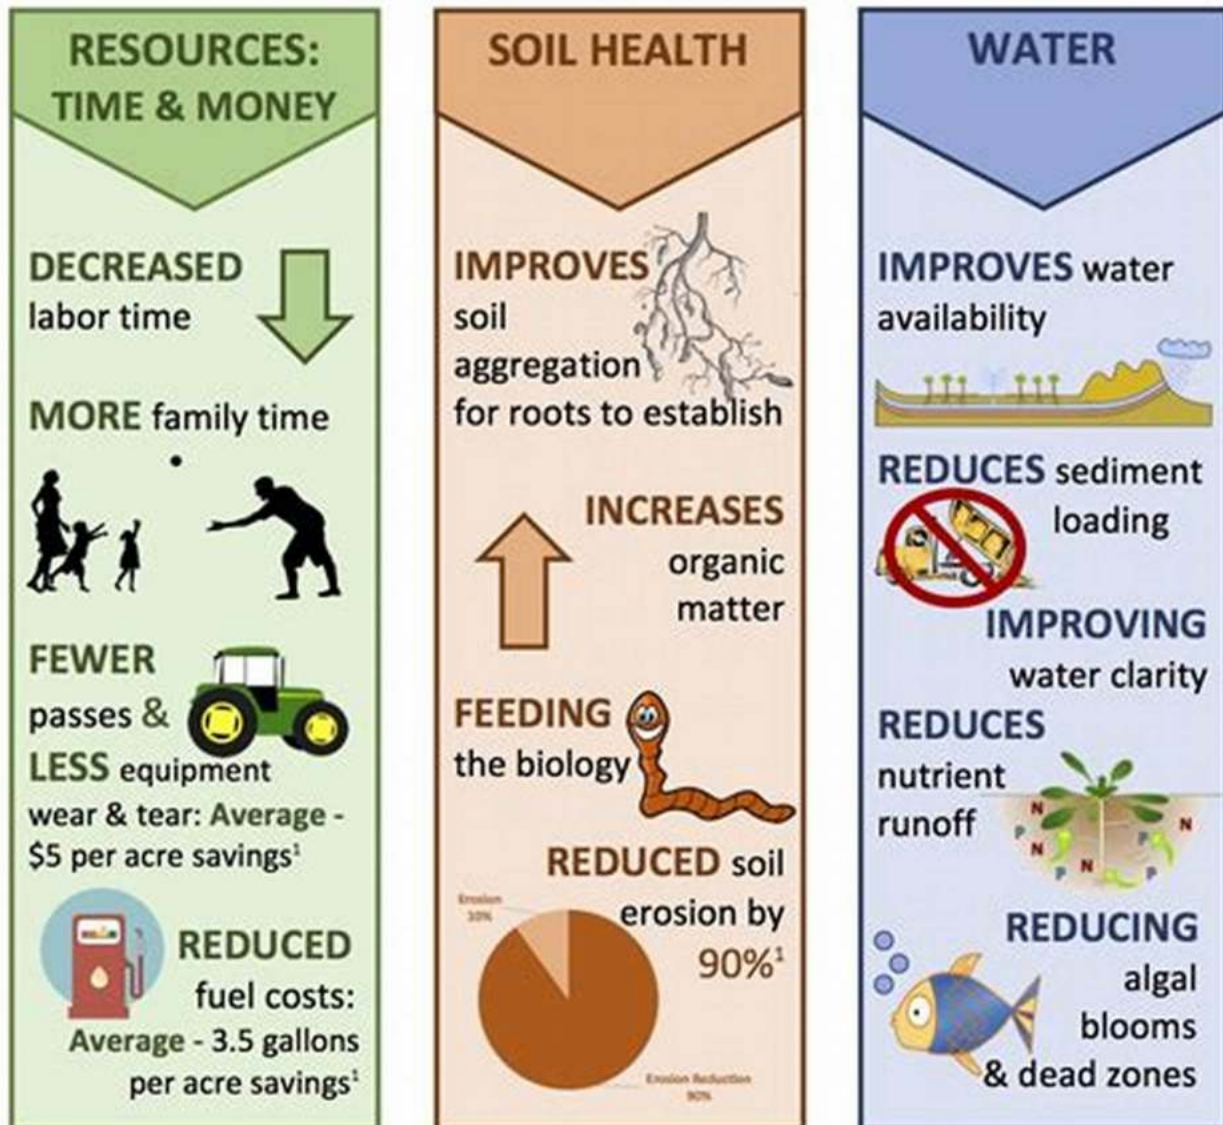 RESOURCES:
TIME & MONEY
DECREASED
labor time
MORE family time
FEWER
passes &
LESS equipment
wear & tear: Average -
$5 per acre savings¹
REDUCED
fuel costs:
Average - 3.5 gallons
per acre savings¹
SOIL HEALTH
IMPROVES
soil
aggregation
for roots to establish
INCREASES
organic
matter
FEEDING
the biology
REDUCED soil
erosion by
90%¹
Erosion
10%
Erosion Reduction
90%
WATER
IMPROVES water
availability
REDUCES sediment
loading
IMPROVING
water clarity
REDUCES
nutrient
runoff
N
P
N
N
P
P
N
REDUCING
algal
blooms
& dead zones